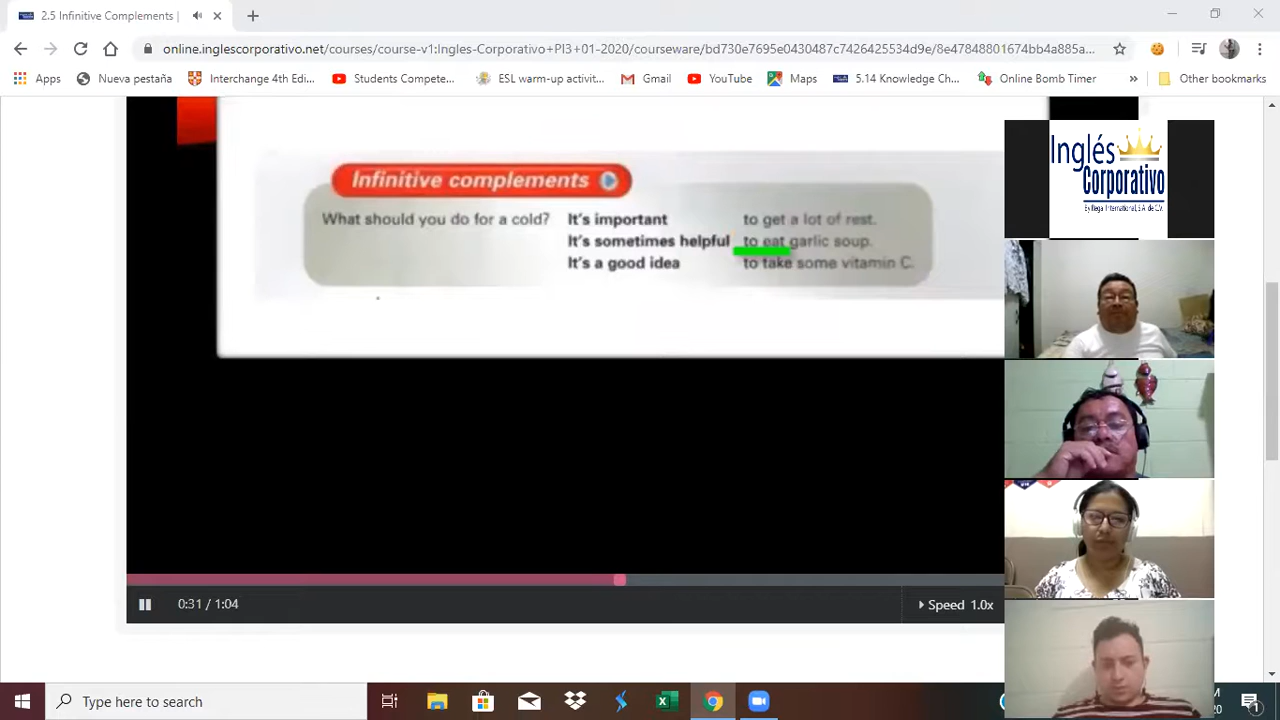 2.5 Infinitive Complements |
online.inglescorporativo.net/courses/course-v1:Ingles-Corporativo+PI3+01-2020/courseware/bd730e7695e0430487c7426425534d9e/8e47848801674bb4a885a...
Apps Nueva pestaña Interchange 4th Edi... Students Compete... ESL warm-up activit... Gmail YouTube Maps 5.14 Knowledge Ch... Online Bomb Timer » Other bookmarks
Infinitive complements
What should you do for a cold? It's important to get a lot of rest.
It's sometimes helpful to eat garlic soup.
It's a good idea to take some vitamin C.
Inglés
Corporativo
0:31 / 1:04 Speed 1.0x
Type here to search